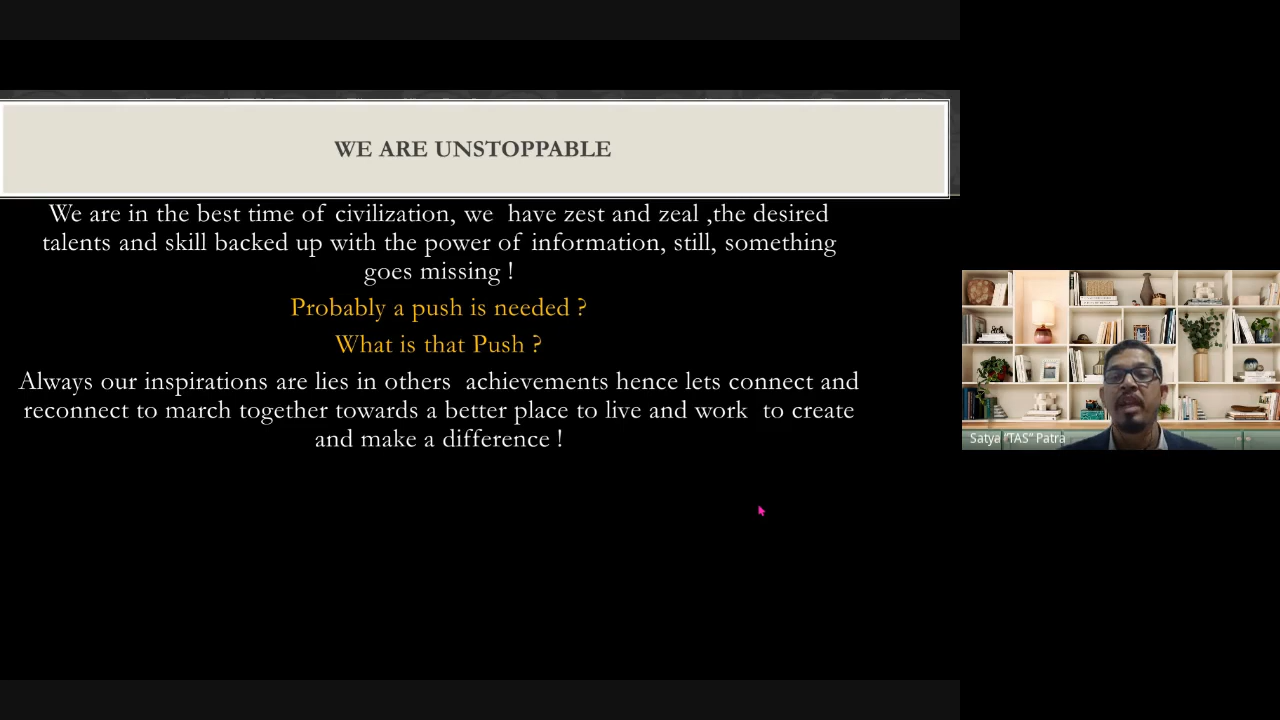 WE ARE UNSTOPPABLE
We are in the best time of civilization, we have zest and zeal ,the desired
talents and skill backed up with the power of information, still, something
goes missing !
Probably a push is needed ?
What is that Push ?
Always our inspirations are lies in others achievements hence lets connect and
reconnect to march together towards a better place to live and work to create
and make a difference !
Satya "TAS" Patra